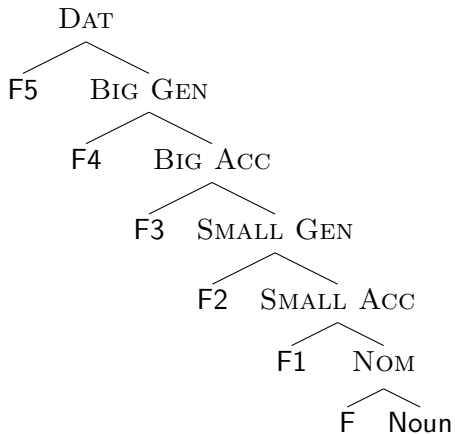 DAT
F5 BIG GEN
F4 BIG ACC
F3 SMALL GEN
F2 SMALL ACC
F1 NOM
F Noun